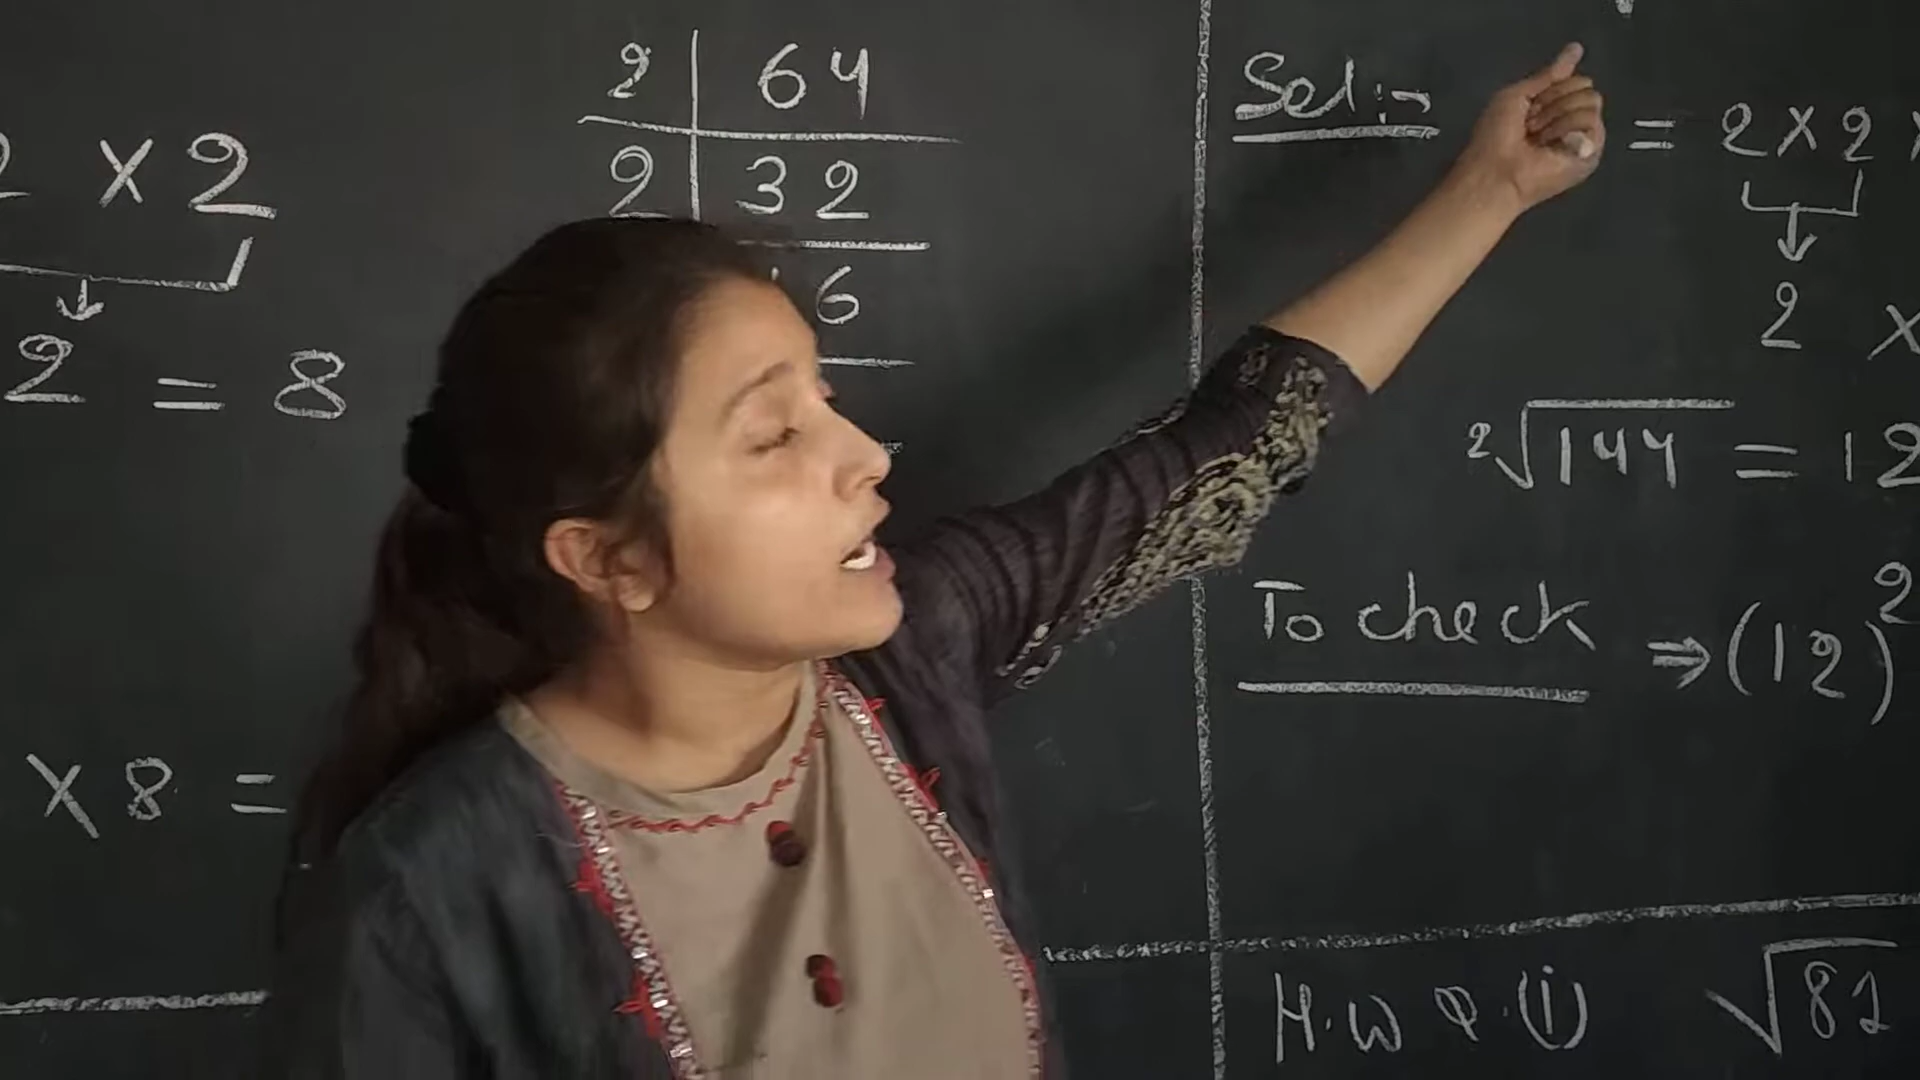 2 × 2
2 = 8
× 8 =
2 | 64
2 | 32
16
Sol:-
= 2×2 ×
2 ×
²√144 = 12
To check ⇒ (12)²
H.W Q.(i) √81